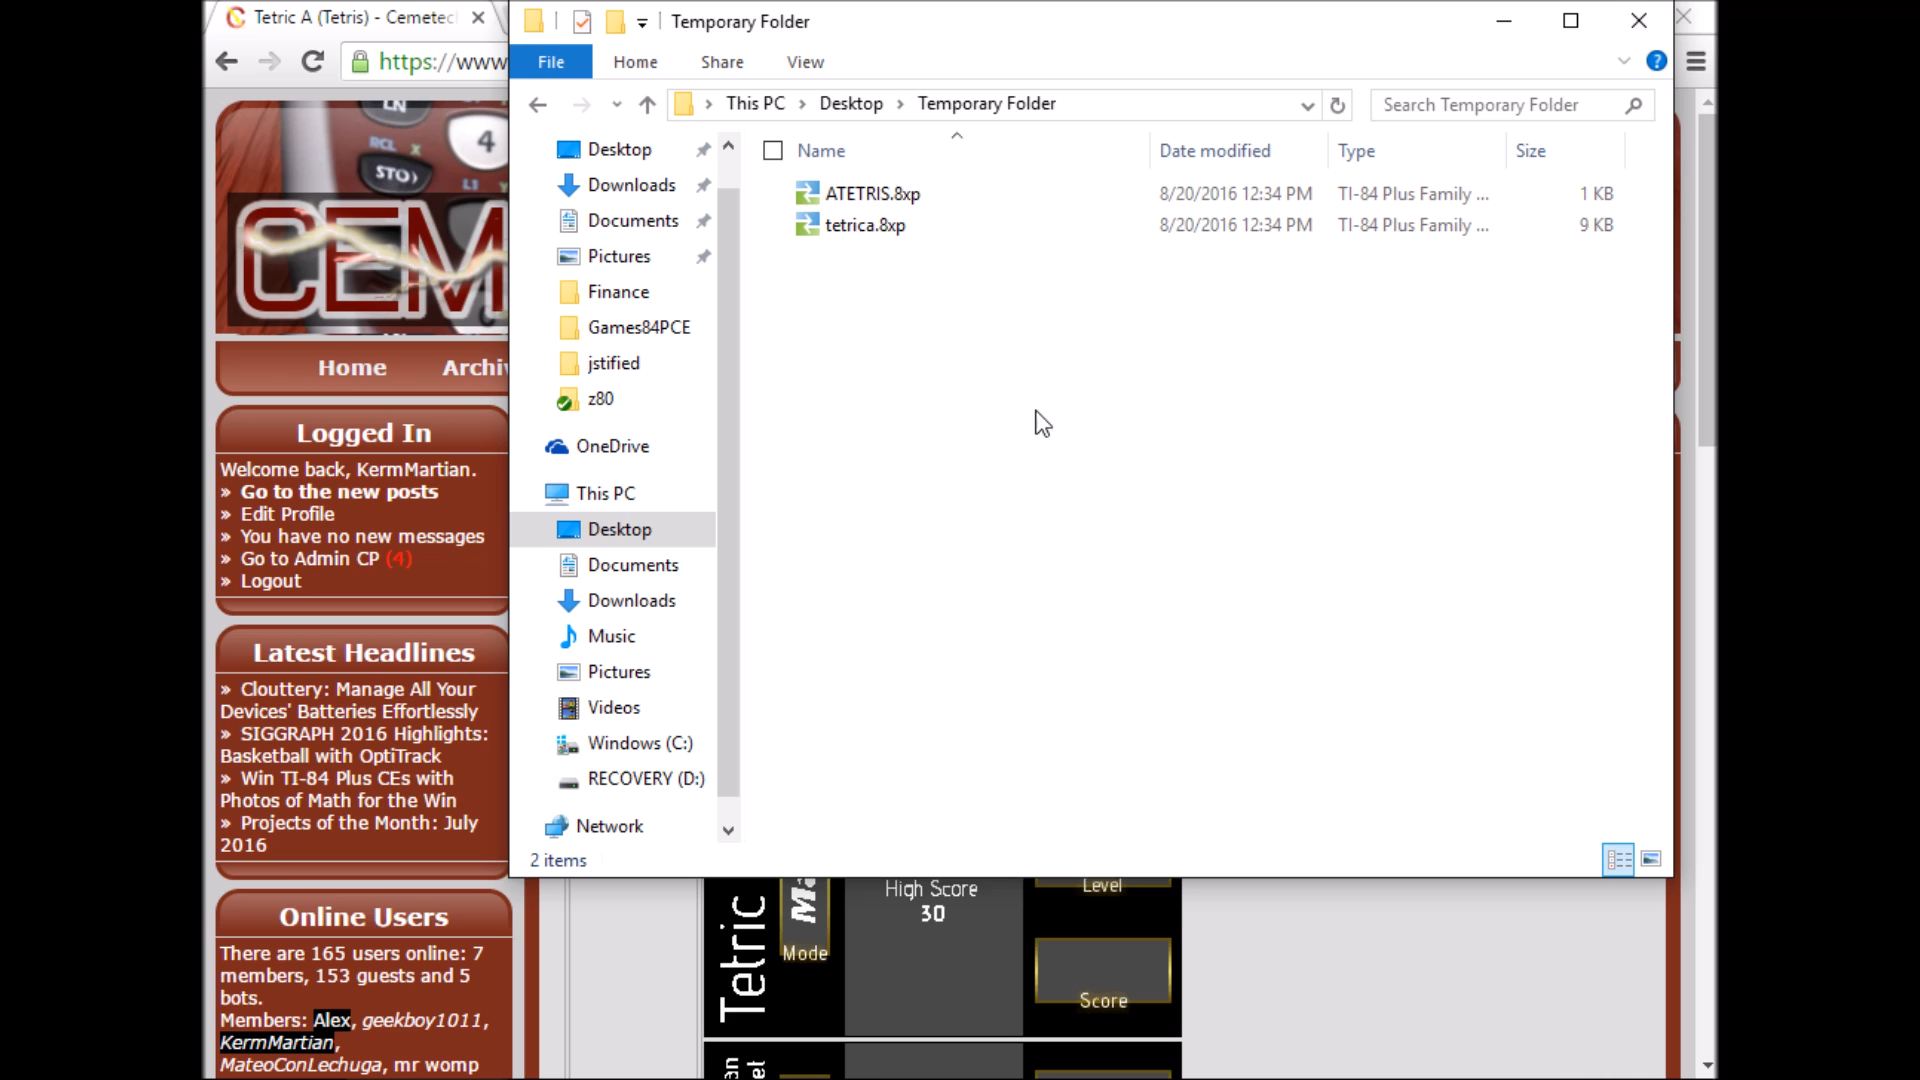 Tetric A (Tetris) - Cemetec
https://www
Temporary Folder
File Home Share View
This PC Desktop Temporary Folder
Search Temporary Folder
Name Date modified Type Size
ATETRIS.8xp 8/20/2016 12:34 PM TI-84 Plus Family ... 1 KB
tetrica.8xp 8/20/2016 12:34 PM TI-84 Plus Family ... 9 KB
Desktop
Downloads
Documents
Pictures
Finance
Games84PCE
jstified
z80
OneDrive
This PC
Desktop
Documents
Downloads
Music
Pictures
Videos
Windows (C:)
RECOVERY (D:)
Network
2 items
LN
4
RCL X
STO›
L1
CEM
Home Archiv
Logged In
Welcome back, KermMartian.
» Go to the new posts
» Edit Profile
» You have no new messages
» Go to Admin CP (4)
» Logout
Latest Headlines
» Clouttery: Manage All Your
Devices' Batteries Effortlessly
» SIGGRAPH 2016 Highlights:
Basketball with OptiTrack
» Win TI-84 Plus CEs with
Photos of Math for the Win
» Projects of the Month: July
2016
Online Users
There are 165 users online: 7
members, 153 guests and 5
bots.
Members: Alex, geekboy1011,
KermMartian,
MateoConLechuga, mr womp
Tetric
Mode
High Score
30
Level
Score